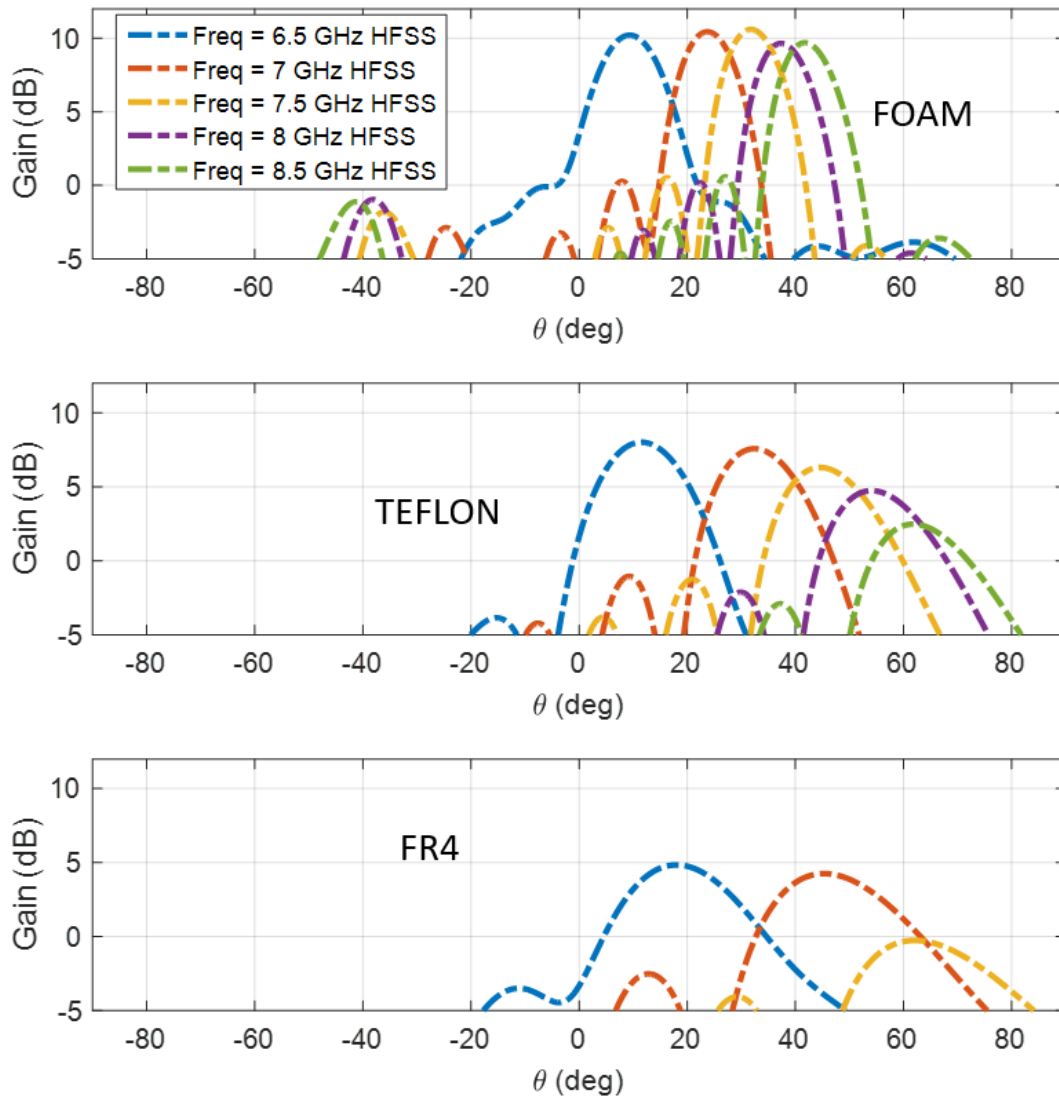 Gain (dB)
10
5
0
-5
Freq = 6.5 GHz HFSS
Freq = 7 GHz HFSS
Freq = 7.5 GHz HFSS
Freq = 8 GHz HFSS
Freq = 8.5 GHz HFSS
FOAM
-80 -60 -40 -20 0 20 40 60 80
θ (deg)
Gain (dB)
10
5
0
-5
TEFLON
-80 -60 -40 -20 0 20 40 60 80
θ (deg)
Gain (dB)
10
5
0
-5
FR4
-80 -60 -40 -20 0 20 40 60 80
θ (deg)